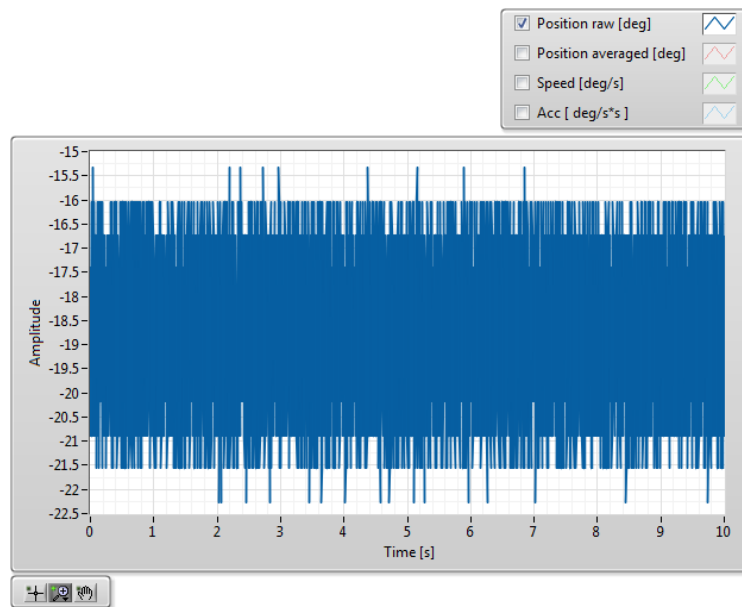 Position raw [deg]
Position averaged [deg]
Speed [deg/s]
Acc [ deg/s*s ]
-15
-15.5
-16
-16.5
-17
-17.5
-18
-18.5
-19
-19.5
-20
-20.5
-21
-21.5
-22
-22.5
Amplitude
0 1 2 3 4 5 6 7 8 9 10
Time [s]